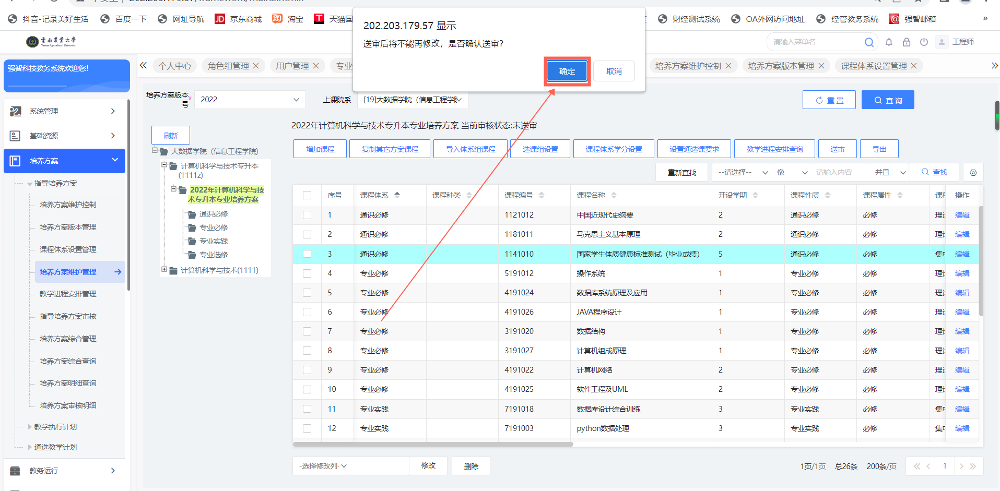 抖音-记录美好生活
百度一下
网址导航
京东商城
淘宝
天猫国
财经测试系统
OA外网访问地址
经管教务系统
强智邮箱
»
202.203.179.57 显示
送审后将不能再修改，是否确认送审？
确定
取消
雲南農業大學
Yunnan Agricultural University
请输入菜单名
工程师
强智科技教务系统欢迎您!
个人中心
角色组管理
用户管理
专业
培养方案维护控制
培养方案版本管理
课程体系设置管理
系统管理
基础资源
培养方案
指导培养方案
培养方案维护控制
培养方案版本管理
课程体系设置管理
培养方案维护管理
教学进程安排管理
指导培养方案审核
培养方案综合管理
培养方案综合查询
培养方案明细查询
培养方案审核明细
教学执行计划
通选教学计划
教务运行
培养方案版本号*
2022
上课院系
[19]大数据学院（信息工程学院
重 置
查 询
刷新
大数据学院（信息工程学院)
计算机科学与技术专升本
(1111z)
2022年计算机科学与技
术专升本专业培养方案
通识必修
专业必修
专业实践
专业选修
计算机科学与技术(1111)
2022年计算机科学与技术专升本专业培养方案 当前审核状态:未送审
增加课程 复制其它方案课程 导入体系组课程 选课组设置 课程体系学分设置 设置通选课要求 教学进程安排查询 送审 导出
重新查找 --请选择-- 像 请输入内容 并且 查找
序号 课程体系 课程种类 课程编号 课程名称 开设学期 课程性质 课程属性 课程 操作
1 通识必修 1121012 中国近现代史纲要 2 通识必修 必修 理论 编辑
2 通识必修 1181011 马克思主义基本原理 2 通识必修 必修 理论 编辑
3 通识必修 1141010 国家学生体质健康标准测试（毕业成绩） 5 通识必修 必修 集中 编辑
4 专业必修 5191012 操作系统 1 专业必修 必修 理论 编辑
5 专业必修 4191024 数据库系统原理及应用 1 专业必修 必修 理论 编辑
6 专业必修 4191026 JAVA程序设计 1 专业必修 必修 理论 编辑
7 专业必修 3191020 数据结构 1 专业必修 必修 理论 编辑
8 专业必修 3191027 计算机组成原理 1 专业必修 必修 理论 编辑
9 专业必修 4191022 计算机网络 2 专业必修 必修 理论 编辑
10 专业必修 4191025 软件工程及UML 2 专业必修 必修 理论 编辑
11 专业实践 7191018 数据库设计综合训练 3 专业实践 必修 集中 编辑
12 专业实践 7191003 python数据处理 3 专业实践 必修 集中 编辑
-选择修改列- 修改 删除
1页/1页 总26条 200条/页 1